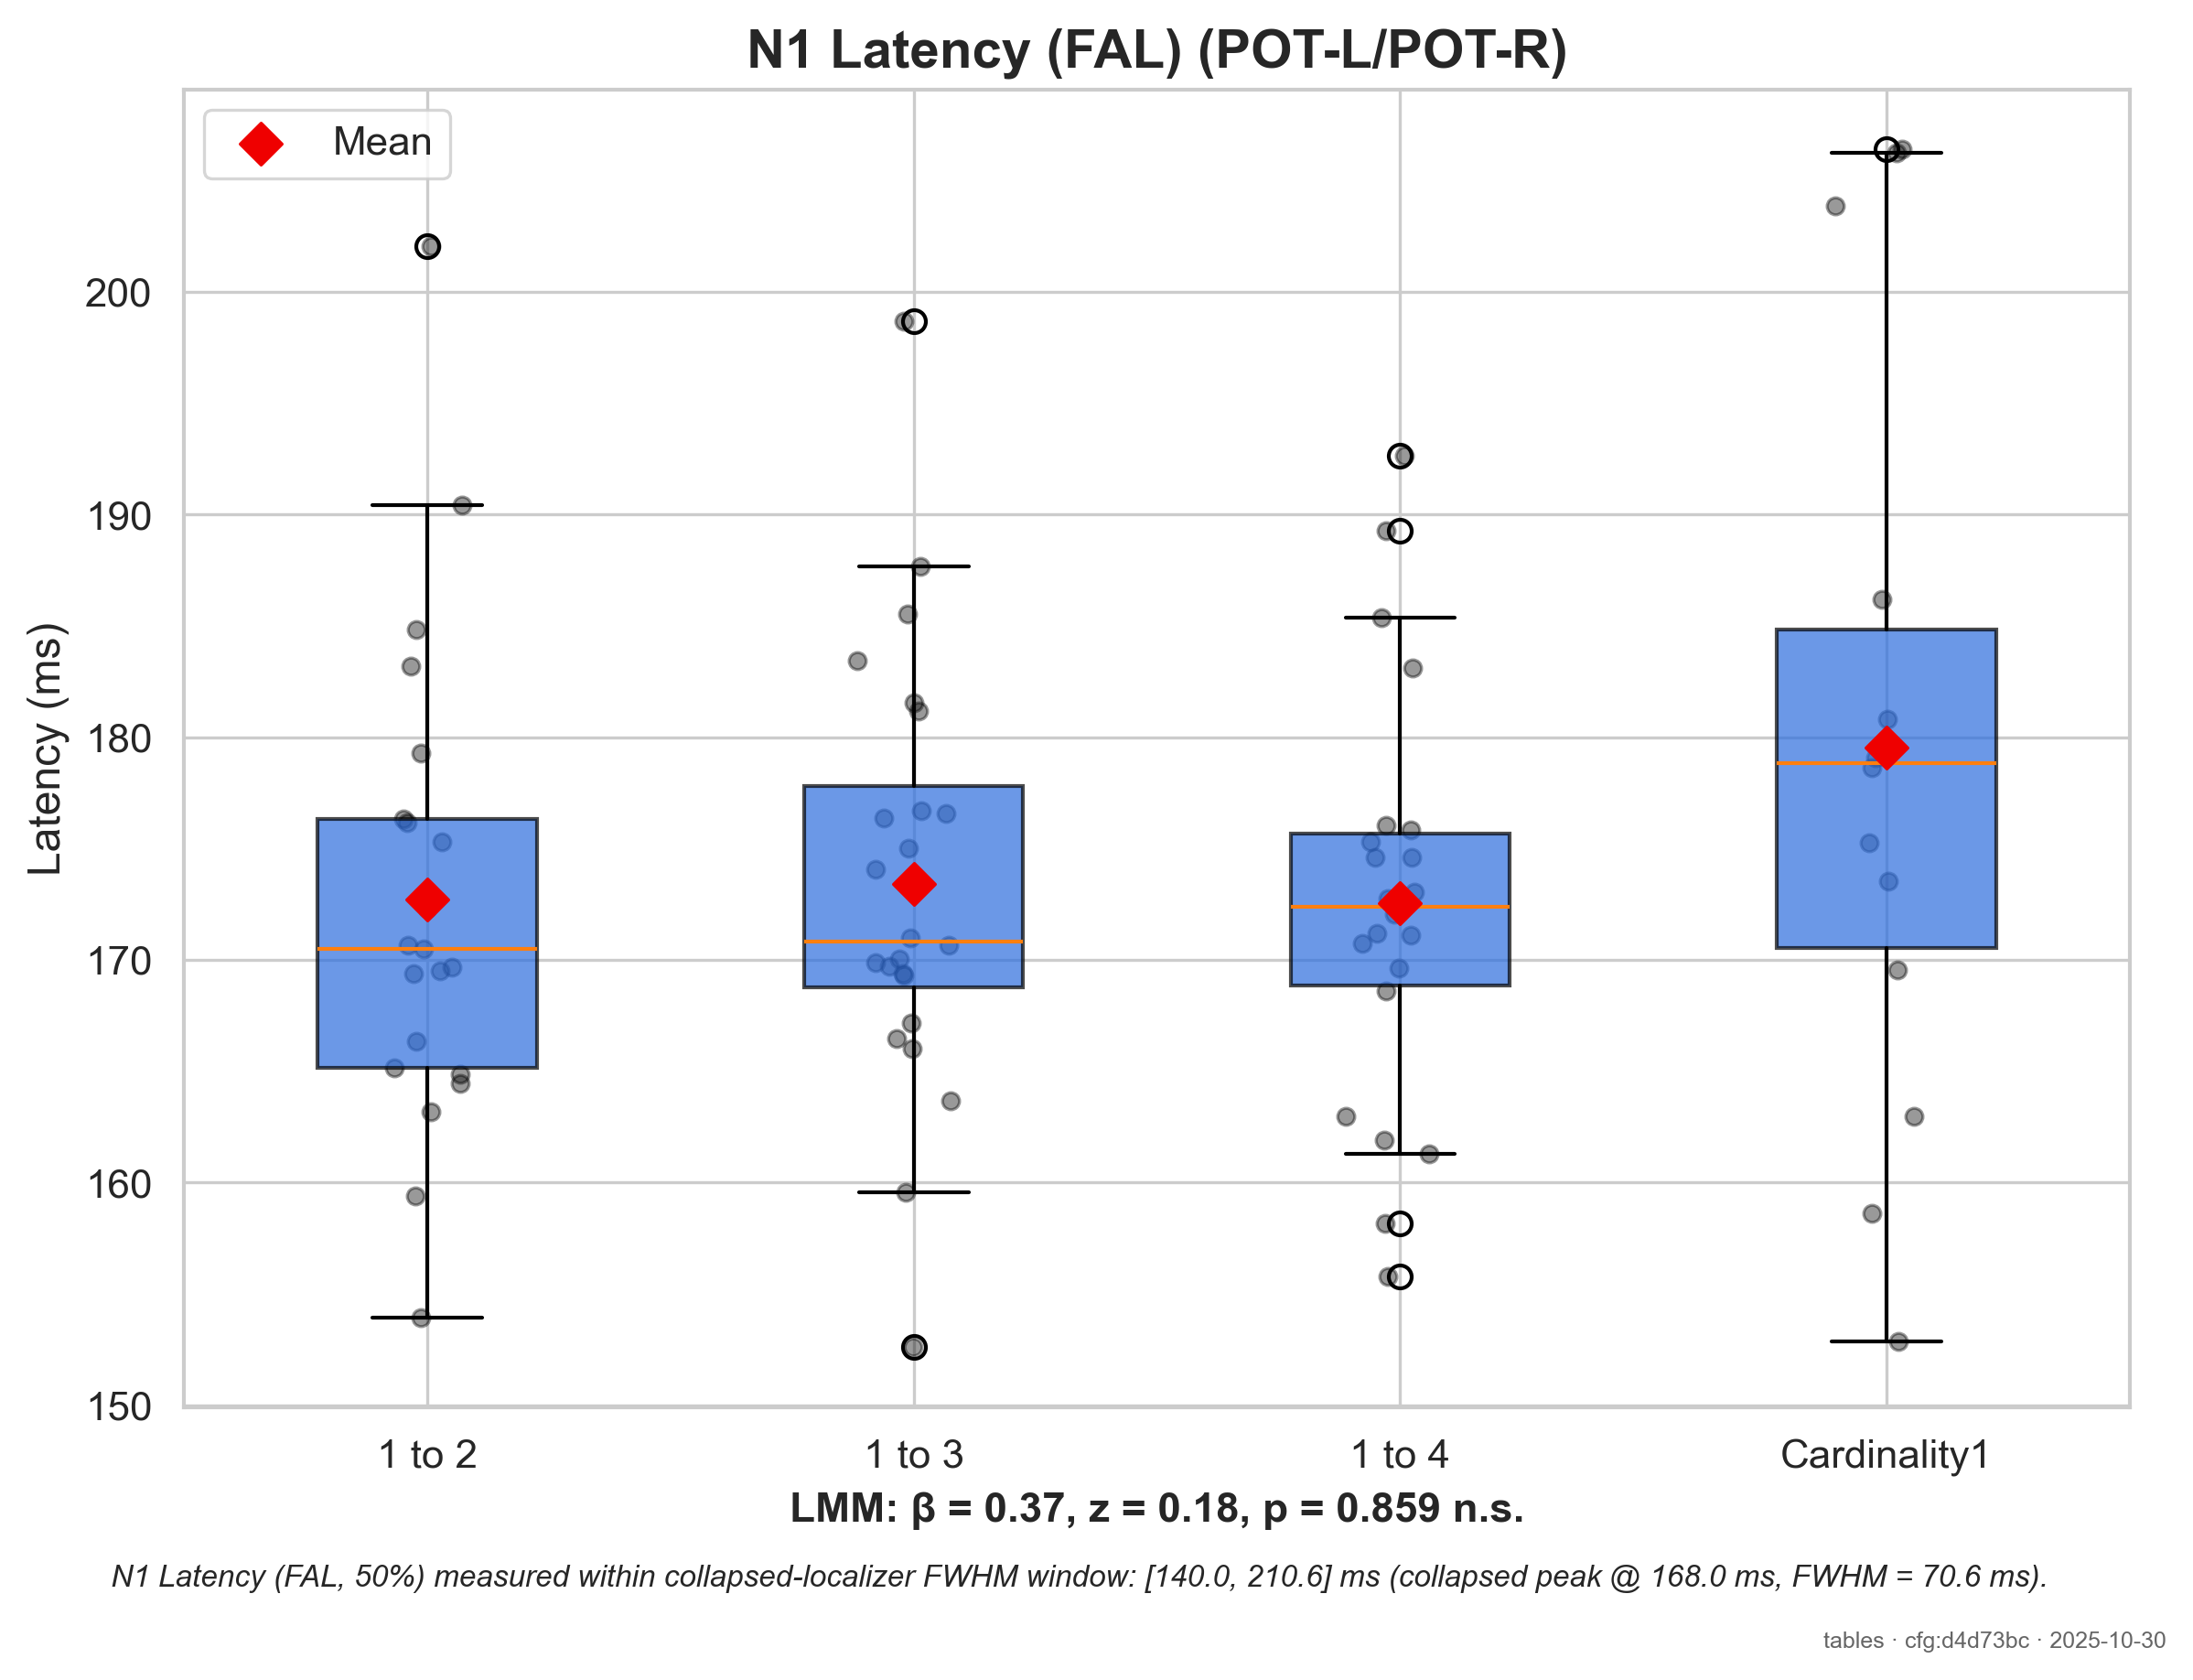 N1 Latency (FAL) (POT-L/POT-R)
Mean
Latency (ms)
200
190
180
170
160
150
1 to 2
1 to 3
1 to 4
Cardinality1
LMM: β = 0.37, z = 0.18, p = 0.859 n.s.
N1 Latency (FAL, 50%) measured within collapsed-localizer FWHM window: [140.0, 210.6] ms (collapsed peak @ 168.0 ms, FWHM = 70.6 ms).
tables · cfg:d4d73bc · 2025-10-30